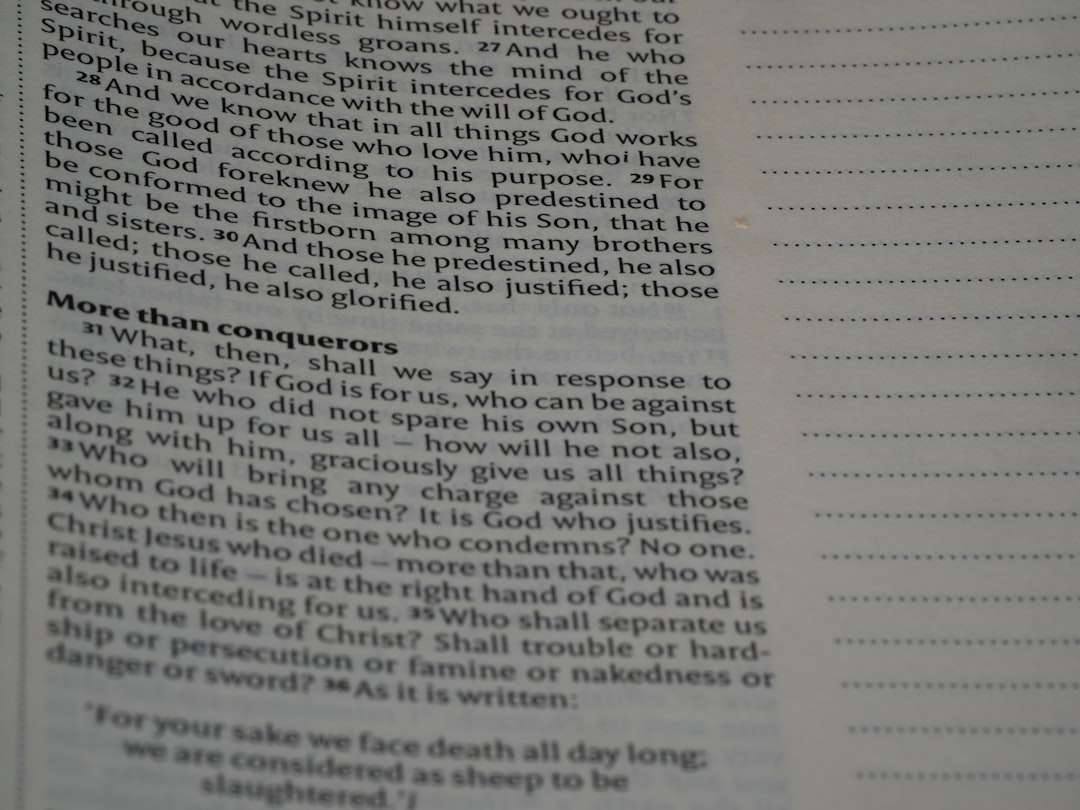 know what we ought to
the Spirit himself intercedes for
through wordless groans. 27 And he who
searches our hearts knows the mind of the
Spirit, because the Spirit intercedes for God's
people in accordance with the will of God.
28 And we know that in all things God works
for the good of those who love him, who i have
been called according to his purpose. 29 For
those God foreknew he also predestined to
be conformed to the image of his Son, that he
might be the firstborn among many brothers
and sisters. 30 And those he predestined, he also
called; those he called, he also justified; those
he justified, he also glorified.
More than conquerors
31 What, then, shall we say in response to
these things? If God is for us, who can be against
us? 32 He who did not spare his own Son, but
gave him up for us all – how will he not also,
along with him, graciously give us all things?
33 Who will bring any charge against those
whom God has chosen? It is God who justifies.
34 Who then is the one who condemns? No one.
Christ Jesus who died – more than that, who was
raised to life – is at the right hand of God and is
also interceding for us. 35 Who shall separate us
from the love of Christ? Shall trouble or hard-
ship or persecution or famine or nakedness or
danger or sword? 36 As it is written:
'For your sake we face death all day long;
we are considered as sheep to be
slaughtered.' j